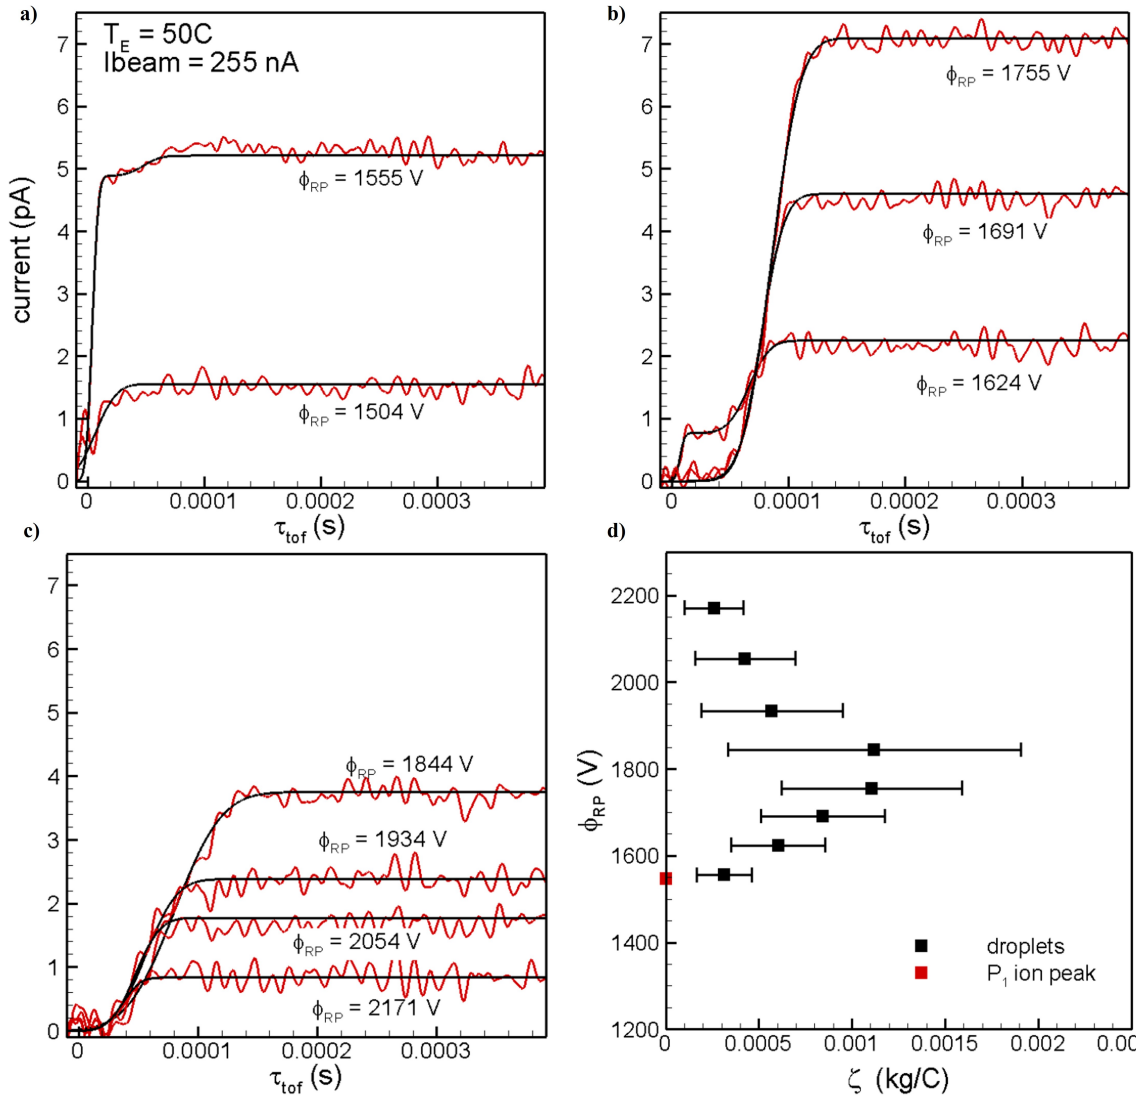 a)
T_E = 50C
Ibeam = 255 nA
7
6
5
4
3
2
1
0
current (pA)
ϕ_RP = 1555 V
ϕ_RP = 1504 V
0
0.0001
0.0002
0.0003
τ_tof (s)
b)
7
6
5
4
3
2
1
0
ϕ_RP = 1755 V
ϕ_RP = 1691 V
ϕ_RP = 1624 V
0
0.0001
0.0002
0.0003
τ_tof (s)
c)
7
6
5
4
3
2
1
0
ϕ_RP = 1844 V
ϕ_RP = 1934 V
ϕ_RP = 2054 V
ϕ_RP = 2171 V
0
0.0001
0.0002
0.0003
τ_tof (s)
d)
2200
2000
1800
1600
1400
1200
ϕ_RP (V)
droplets
P_1 ion peak
0
0.0005
0.001
0.0015
0.002
0.00
ζ (kg/C)